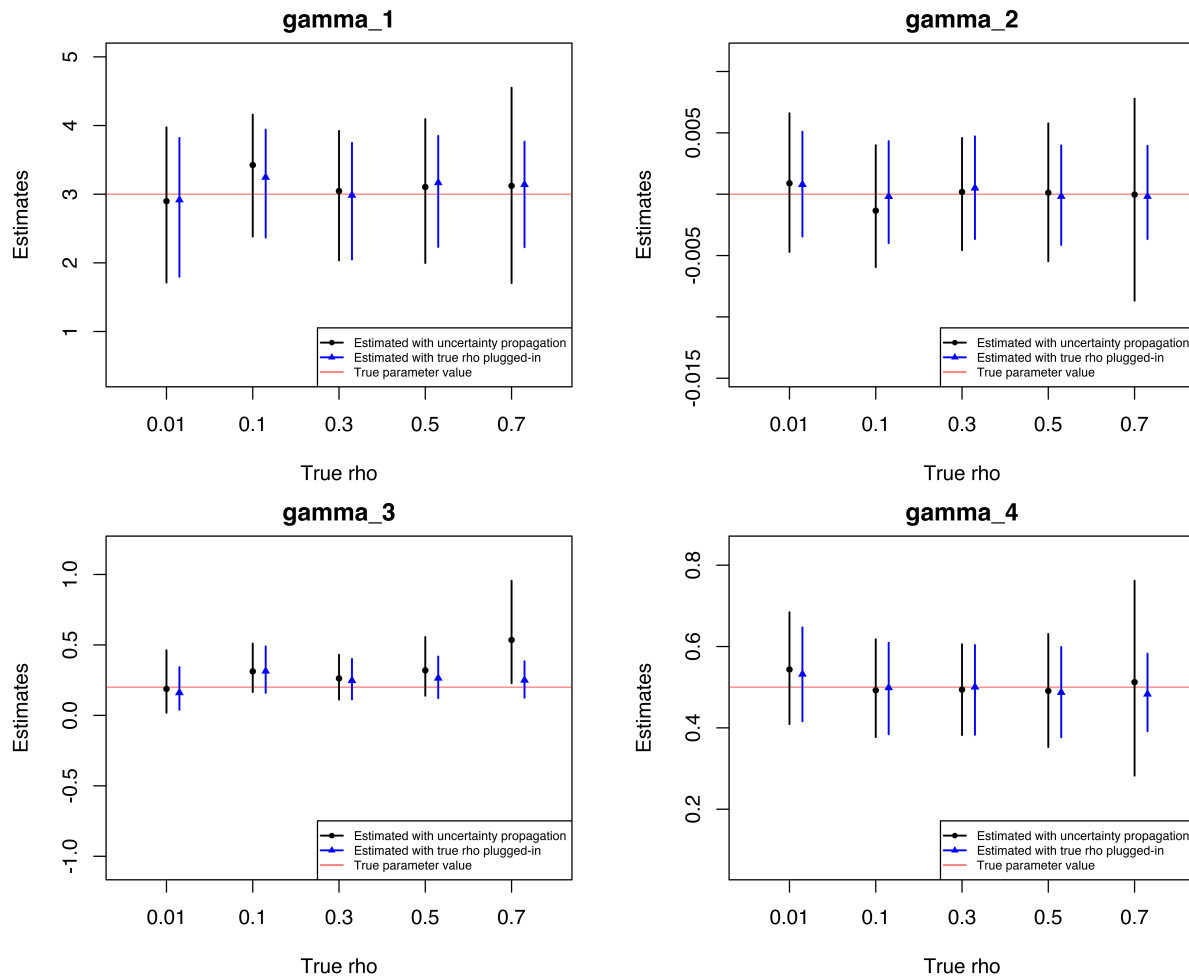 gamma_1
Estimates
5
4
3
2
1
0.01 0.1 0.3 0.5 0.7
True rho
Estimated with uncertainty propagation
Estimated with true rho plugged-in
True parameter value
gamma_2
Estimates
0.005
-0.005
-0.015
0.01 0.1 0.3 0.5 0.7
True rho
Estimated with uncertainty propagation
Estimated with true rho plugged-in
True parameter value
gamma_3
Estimates
1.0
0.5
0.0
-0.5
-1.0
0.01 0.1 0.3 0.5 0.7
True rho
Estimated with uncertainty propagation
Estimated with true rho plugged-in
True parameter value
gamma_4
Estimates
0.8
0.6
0.4
0.2
0.01 0.1 0.3 0.5 0.7
True rho
Estimated with uncertainty propagation
Estimated with true rho plugged-in
True parameter value